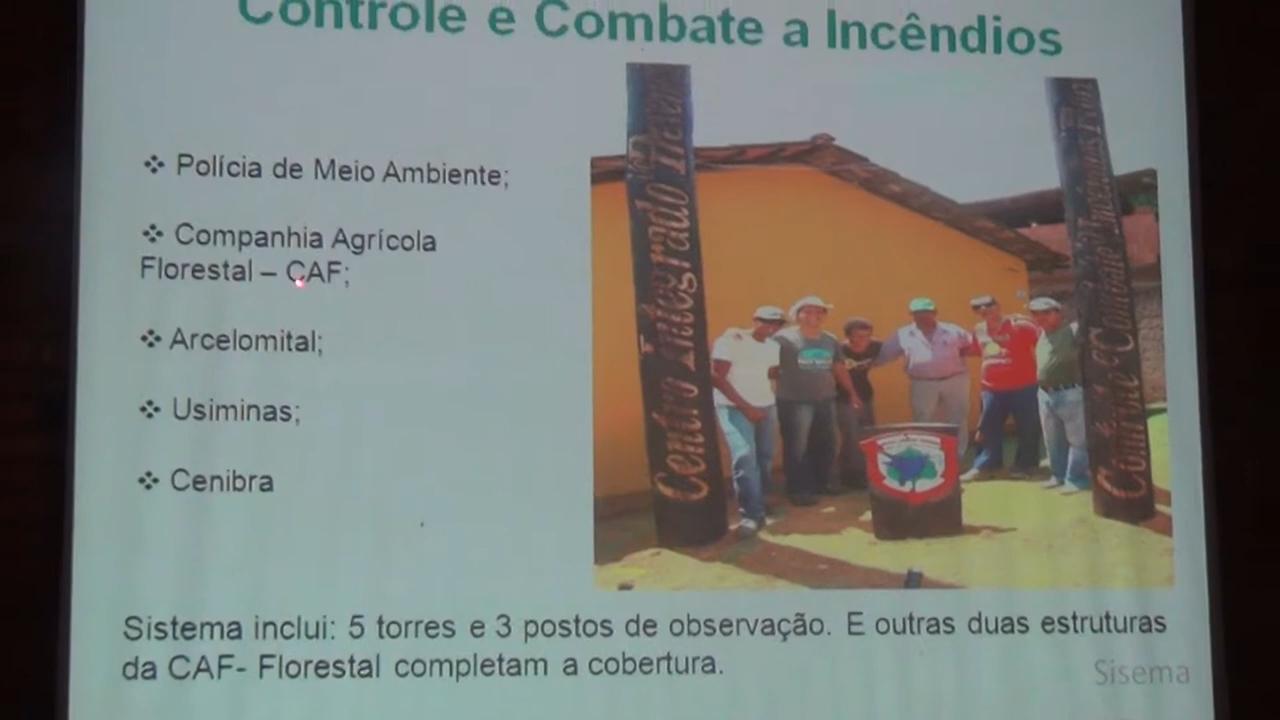 Controle e Combate a Incêndios
❖ Polícia de Meio Ambiente;
❖ Companhia Agrícola
Florestal – CAF;
❖ Arcelomital;
❖ Usiminas;
❖ Cenibra
Centro Integrado
Combate
Sistema inclui: 5 torres e 3 postos de observação. E outras duas estruturas
da CAF- Florestal completam a cobertura.
Sisema